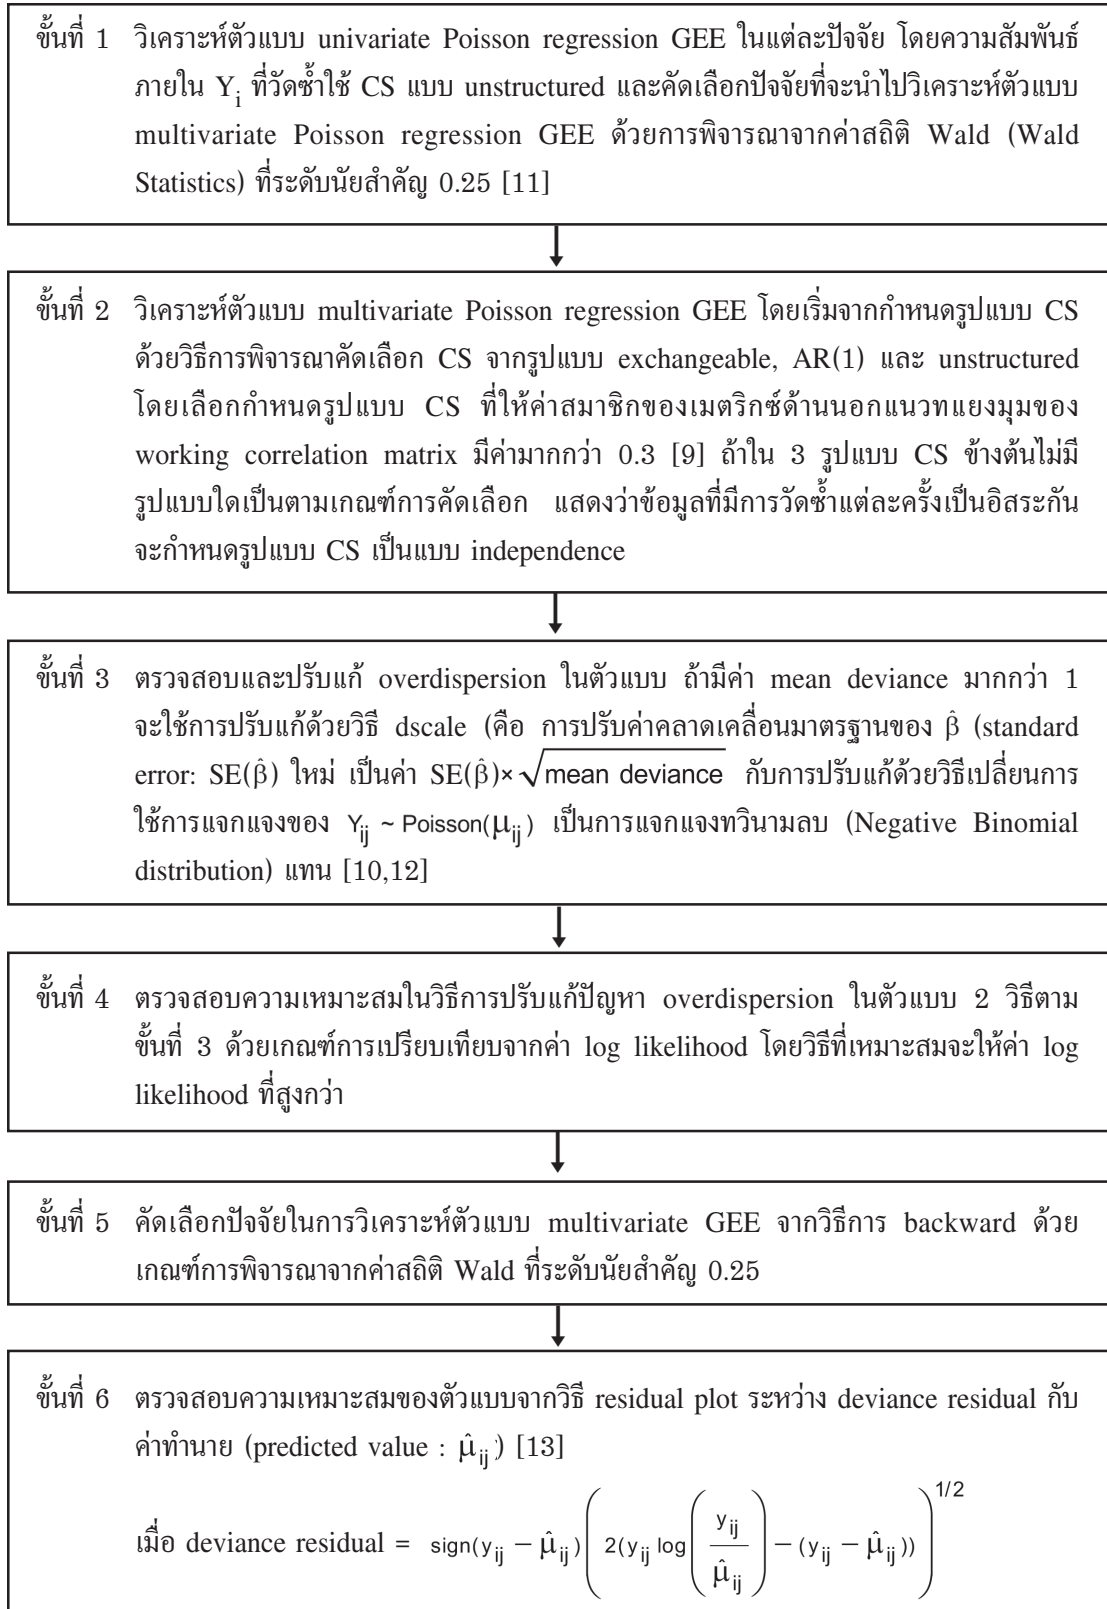 ขั้นที่ 1 วิเคราะห์ตัวแบบ univariate Poisson regression GEE ในแต่ละปัจจัย โดยความสัมพันธ์
ภายใน Y_i ที่วัดซ้ำใช้ CS แบบ unstructured และคัดเลือกปัจจัยที่จะนำไปวิเคราะห์ตัวแบบ
multivariate Poisson regression GEE ด้วยการพิจารณาจากค่าสถิติ Wald (Wald
Statistics) ที่ระดับนัยสำคัญ 0.25 [11]
ขั้นที่ 2 วิเคราะห์ตัวแบบ multivariate Poisson regression GEE โดยเริ่มจากกำหนดรูปแบบ CS
ด้วยวิธีการพิจารณาคัดเลือก CS จากรูปแบบ exchangeable, AR(1) และ unstructured
โดยเลือกกำหนดรูปแบบ CS ที่ให้ค่าสมาชิกของเมตริกซ์ด้านนอกแนวทแยงมุมของ
working correlation matrix มีค่ามากกว่า 0.3 [9] ถ้าใน 3 รูปแบบ CS ข้างต้นไม่มี
รูปแบบใดเป็นตามเกณฑ์การคัดเลือก แสดงว่าข้อมูลที่มีการวัดซ้ำแต่ละครั้งเป็นอิสระกัน
จะกำหนดรูปแบบ CS เป็นแบบ independence
ขั้นที่ 3 ตรวจสอบและปรับแก้ overdispersion ในตัวแบบ ถ้ามีค่า mean deviance มากกว่า 1
จะใช้การปรับแก้ด้วยวิธี dscale (คือ การปรับค่าคลาดเคลื่อนมาตรฐานของ β̂ (standard
error: SE(β̂) ใหม่ เป็นค่า SE(β̂)×√mean deviance กับการปรับแก้ด้วยวิธีเปลี่ยนการ
ใช้การแจกแจงของ Y_ij ~ Poisson(μ_ij) เป็นการแจกแจงทวินามลบ (Negative Binomial
distribution) แทน [10,12]
ขั้นที่ 4 ตรวจสอบความเหมาะสมในวิธีการปรับแก้ปัญหา overdispersion ในตัวแบบ 2 วิธีตาม
ขั้นที่ 3 ด้วยเกณฑ์การเปรียบเทียบจากค่า log likelihood โดยวิธีที่เหมาะสมจะให้ค่า log
likelihood ที่สูงกว่า
ขั้นที่ 5 คัดเลือกปัจจัยในการวิเคราะห์ตัวแบบ multivariate GEE จากวิธีการ backward ด้วย
เกณฑ์การพิจารณาจากค่าสถิติ Wald ที่ระดับนัยสำคัญ 0.25
ขั้นที่ 6 ตรวจสอบความเหมาะสมของตัวแบบจากวิธี residual plot ระหว่าง deviance residual กับ
ค่าทำนาย (predicted value : μ̂_ij) [13]
เมื่อ deviance residual = sign(y_ij − μ̂_ij)(2(y_ij log(y_ij/μ̂_ij) − (y_ij − μ̂_ij)))^1/2